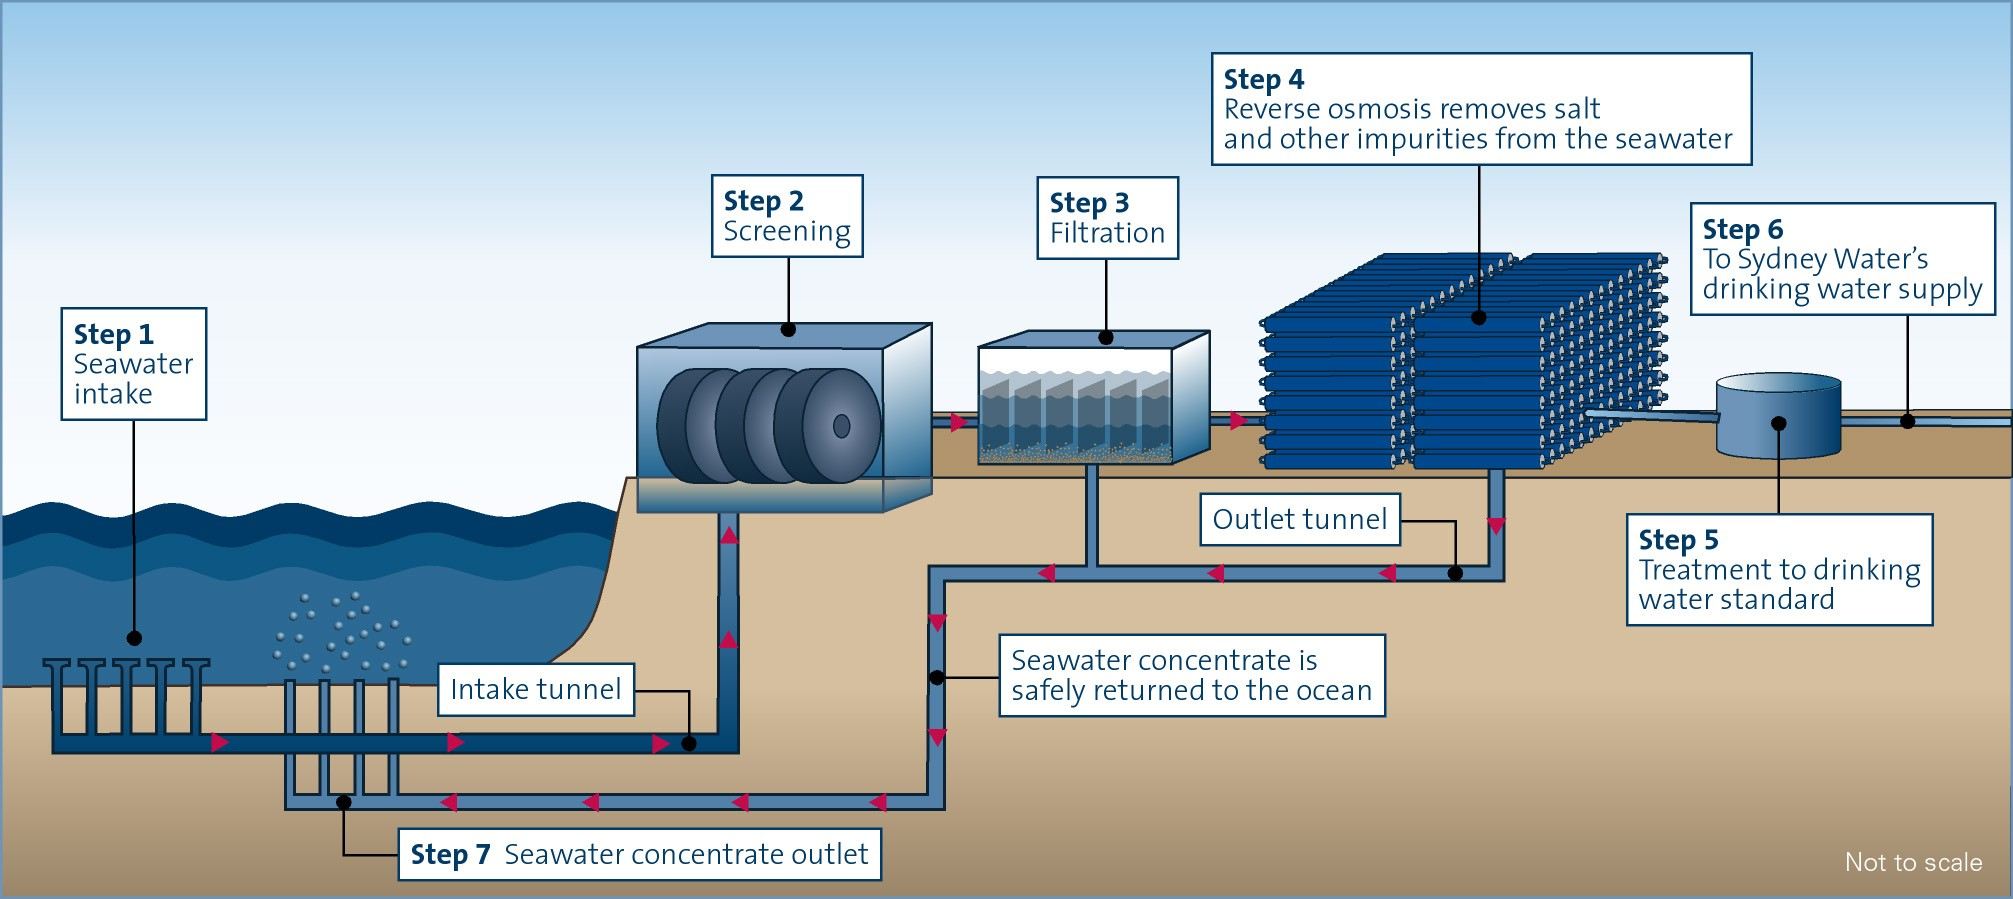 Step 1
Seawater
intake
Step 2
Screening
Step 3
Filtration
Step 4
Reverse osmosis removes salt
and other impurities from the seawater
Step 6
To Sydney Water's
drinking water supply
Outlet tunnel
Step 5
Treatment to drinking
water standard
Intake tunnel
Seawater concentrate is
safely returned to the ocean
Step 7 Seawater concentrate outlet
Not to scale